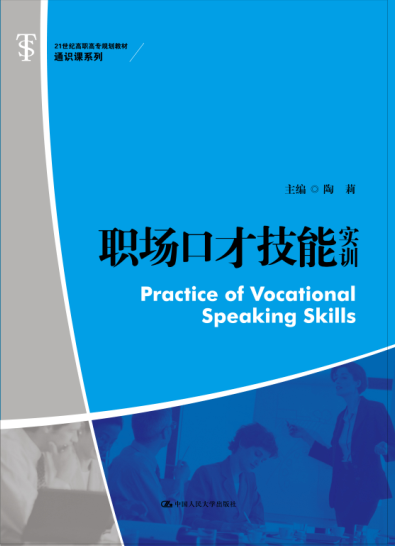 21世纪高职高专规划教材
通识课系列
主编◎陶 莉
职场口才技能实训
Practice of Vocational
Speaking Skills
中国人民大学出版社